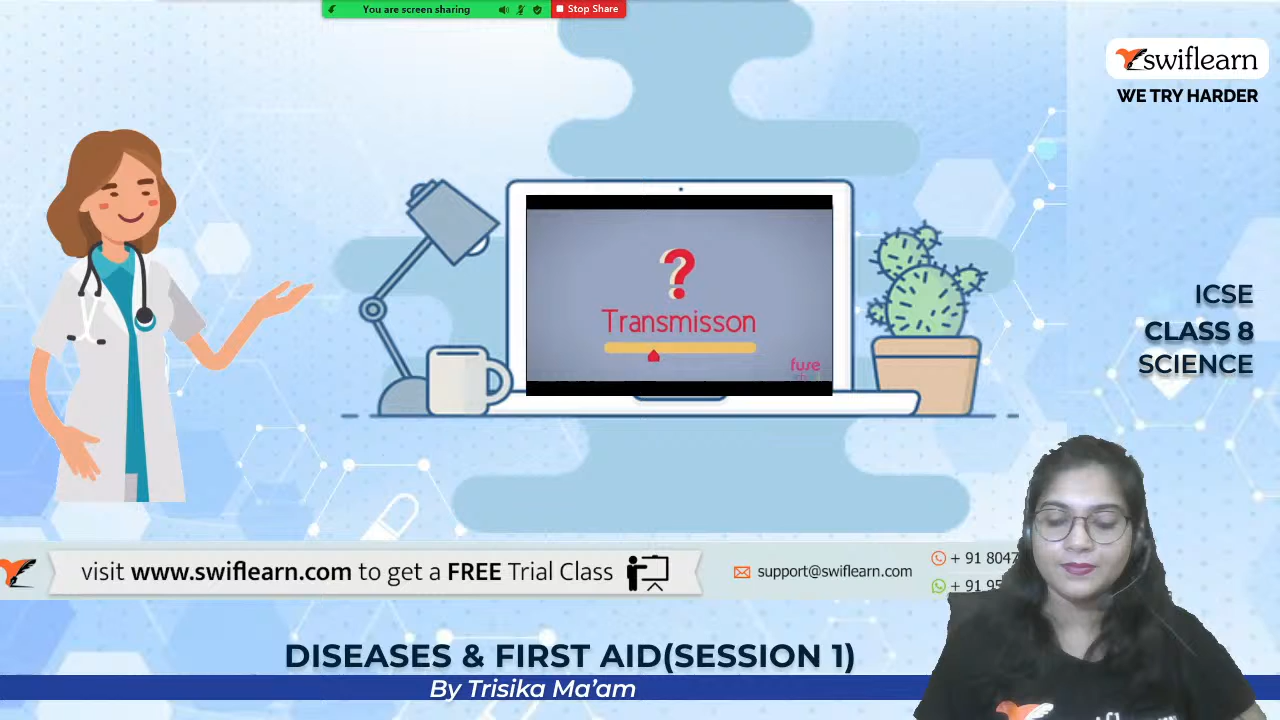 You are screen sharing
Stop Share
swiflearn
WE TRY HARDER
?
Transmisson
fuse
ICSE
CLASS 8
SCIENCE
visit www.swiflearn.com to get a FREE Trial Class
support@swiflearn.com
+ 91 8047
+ 91 95
DISEASES & FIRST AID(SESSION 1)
By Trisika Ma'am